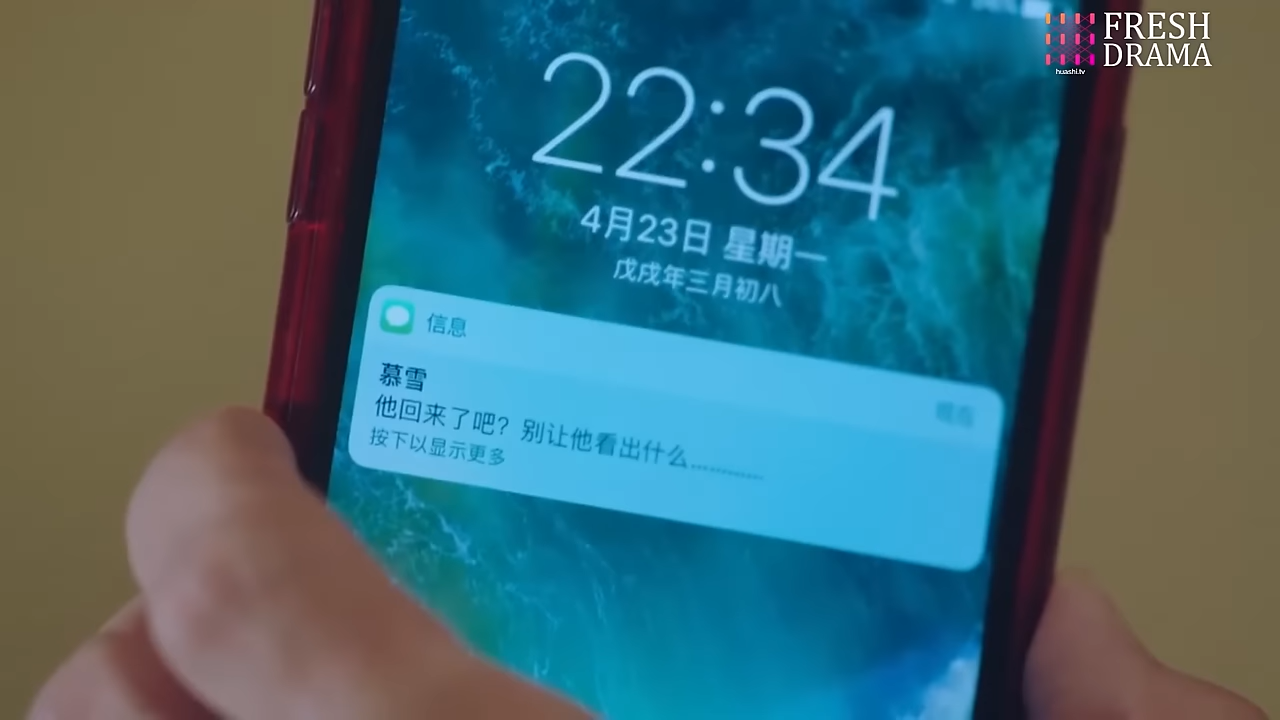 FRESH
DRAMA
huashi.tv
22:34
4月23日 星期一
戊戌年三月初八
信息
现在
慕雪
他回来了吧？别让他看出什么............
按下以显示更多